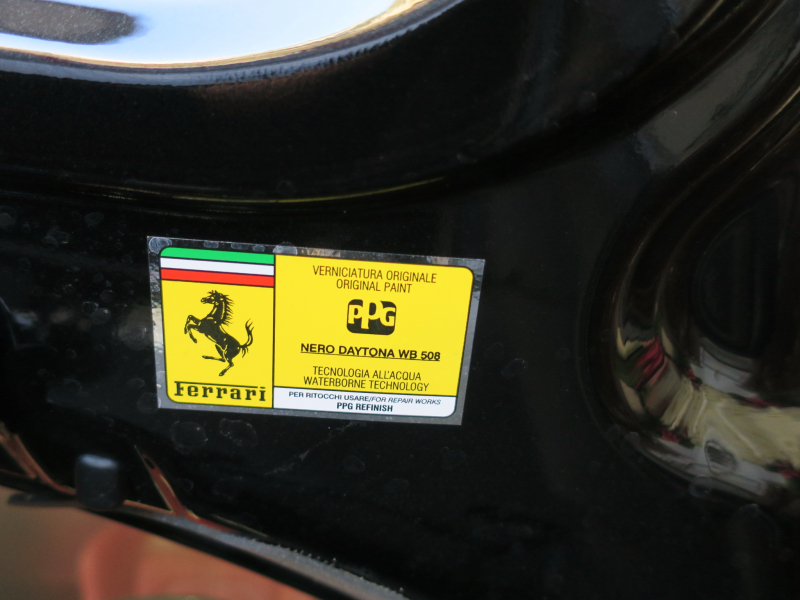 Ferrari
VERNICIATURA ORIGINALE
ORIGINAL PAINT
PPG
NERO DAYTONA WB 508
TECNOLOGIA ALL'ACQUA
WATERBORNE TECHNOLOGY
PER RITOCCHI USARE/FOR REPAIR WORKS
PPG REFINISH